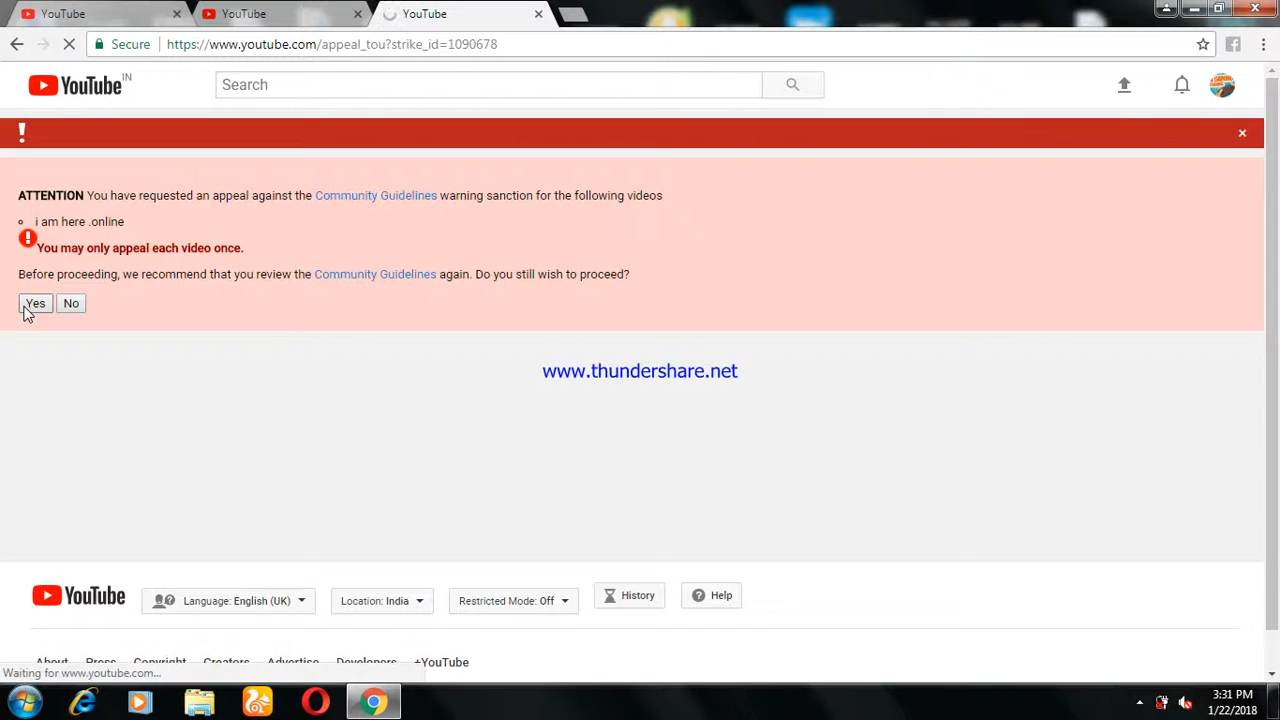 YouTube
YouTube
YouTube
Secure
https://www.youtube.com/appeal_tou?strike_id=1090678
YouTube IN
Search
ATTENTION You have requested an appeal against the Community Guidelines warning sanction for the following videos
i am here .online
You may only appeal each video once.
Before proceeding, we recommend that you review the Community Guidelines again. Do you still wish to proceed?
Yes No
www.thundershare.net
YouTube
Language: English (UK)
Location: India
Restricted Mode: Off
History
Help
About Press Copyright Creators Advertise Developers +YouTube
Waiting for www.youtube.com...
3:31 PM
1/22/2018